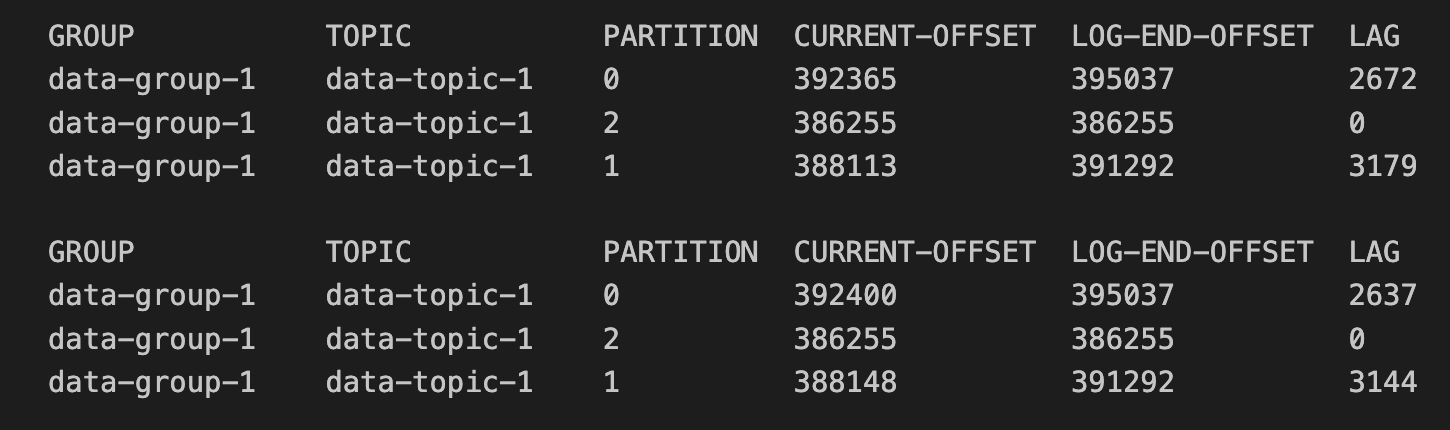 GROUP TOPIC PARTITION CURRENT-OFFSET LOG-END-OFFSET LAG
data-group-1 data-topic-1 0 392365 395037 2672
data-group-1 data-topic-1 2 386255 386255 0
data-group-1 data-topic-1 1 388113 391292 3179
GROUP TOPIC PARTITION CURRENT-OFFSET LOG-END-OFFSET LAG
data-group-1 data-topic-1 0 392400 395037 2637
data-group-1 data-topic-1 2 386255 386255 0
data-group-1 data-topic-1 1 388148 391292 3144